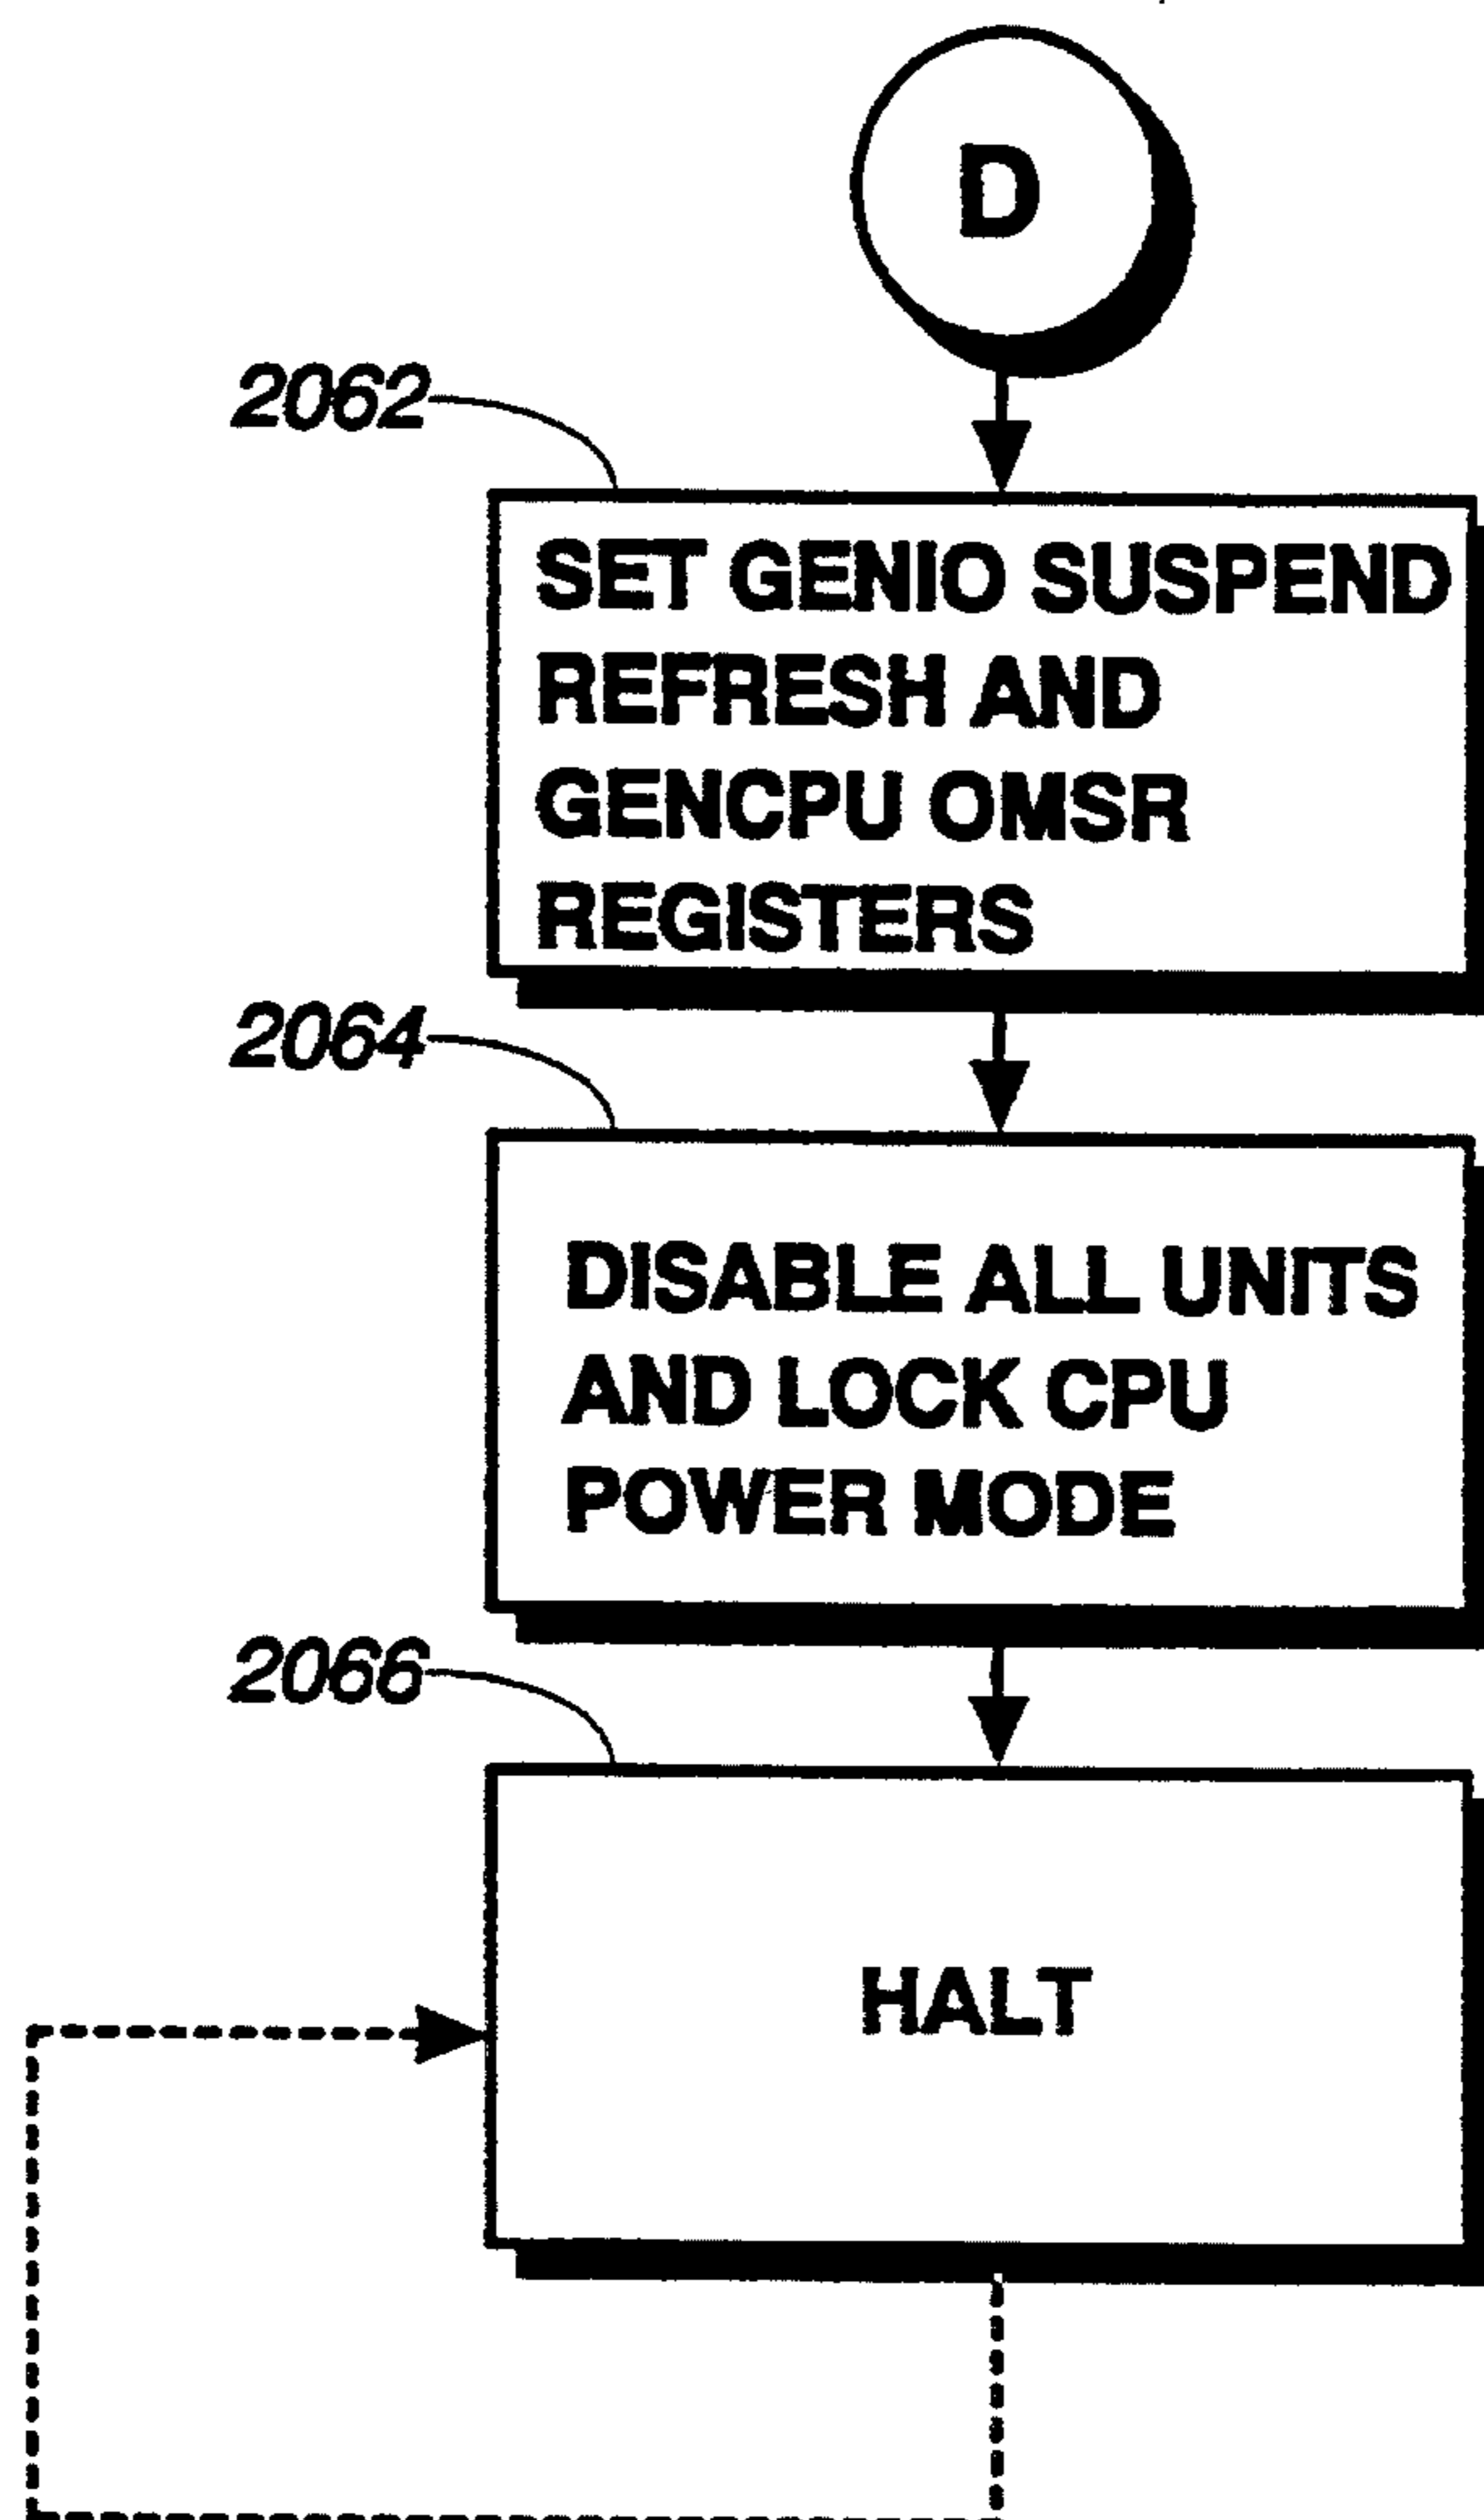 D
2062
SET GENIO SUSPEND
REFRESH AND
GENCPU OMSR
REGISTERS
2064
DISABLE ALL UNITS
AND LOCK CPU
POWER MODE
2066
HALT